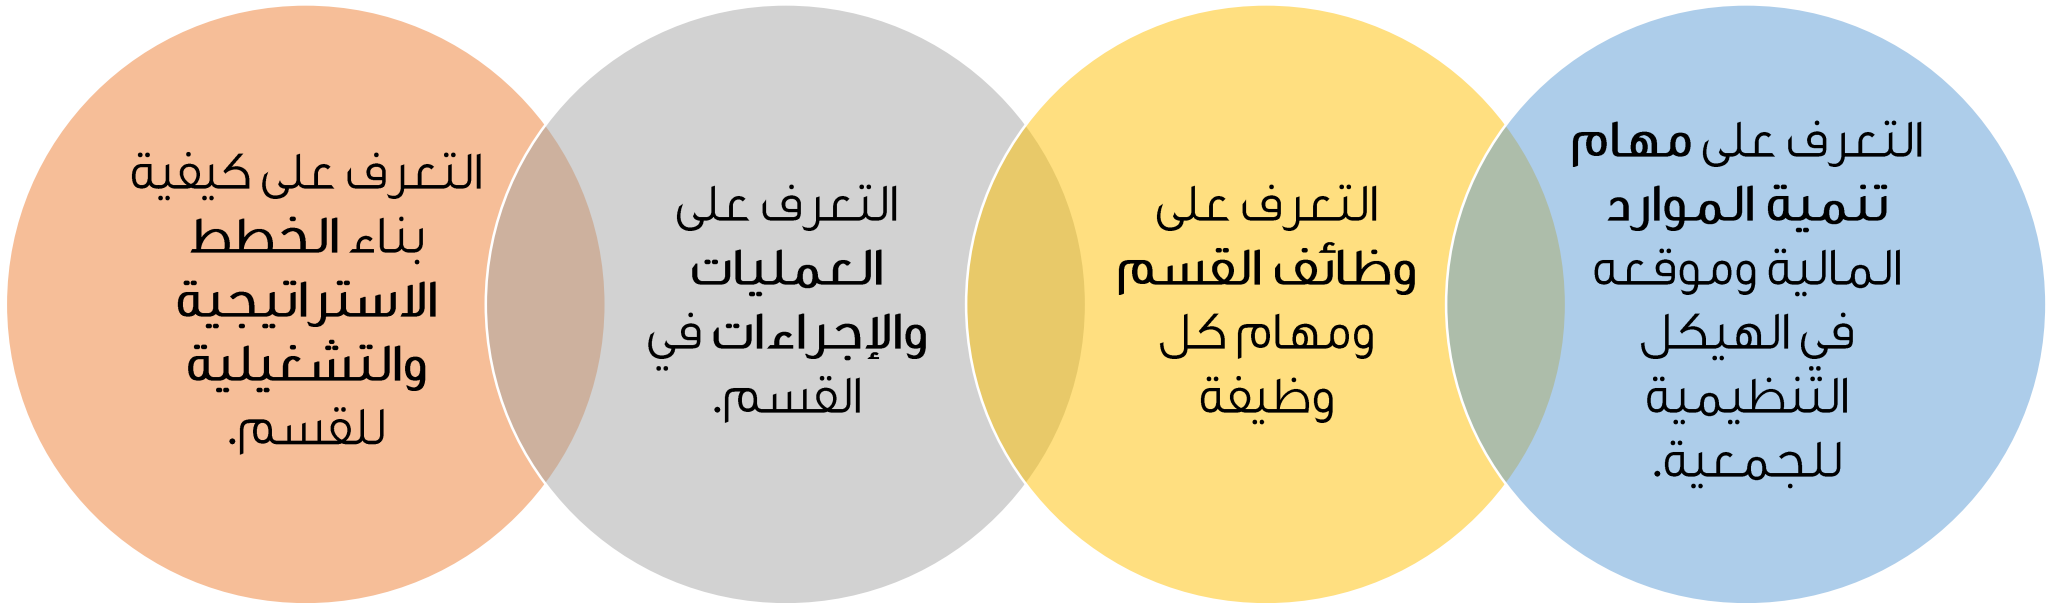 التعرف على مهام
تنمية الموارد
المالية وموقعه
في الهيكل
التنظيمية
للجمعية.
التعرف على
وظائف القسم
ومهام كل
وظيفة
التعرف على
العمليات
والإجراءات في
القسم.
التعرف على كيفية
بناء الخطط
الاستراتيجية
والتشغيلية
للقسم.